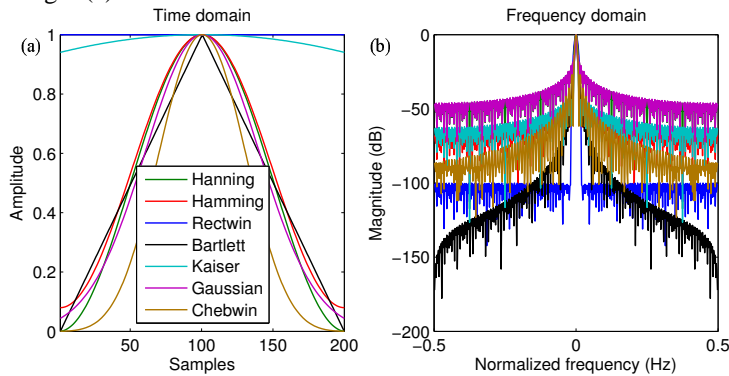 Time domain
Frequency domain
(a)
(b)
Amplitude
1
0.8
0.6
0.4
0.2
0
50
100
150
200
Samples
Hanning
Hamming
Rectwin
Bartlett
Kaiser
Gaussian
Chebwin
Magnitude (dB)
0
−50
−100
−150
−200
−0.5
0
0.5
Normalized frequency (Hz)